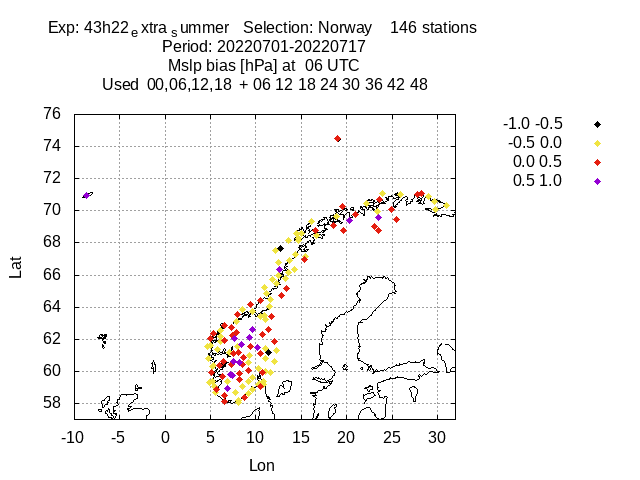 Exp: 43h22extrasummer Selection: Norway 146 stations
Period: 20220701-20220717
Mslp bias [hPa] at 06 UTC
Used 00,06,12,18 + 06 12 18 24 30 36 42 48
-1.0 -0.5
-0.5 0.0
0.0 0.5
0.5 1.0
76
74
72
70
68
66
64
62
60
58
Lat
-10 -5 0 5 10 15 20 25 30
Lon